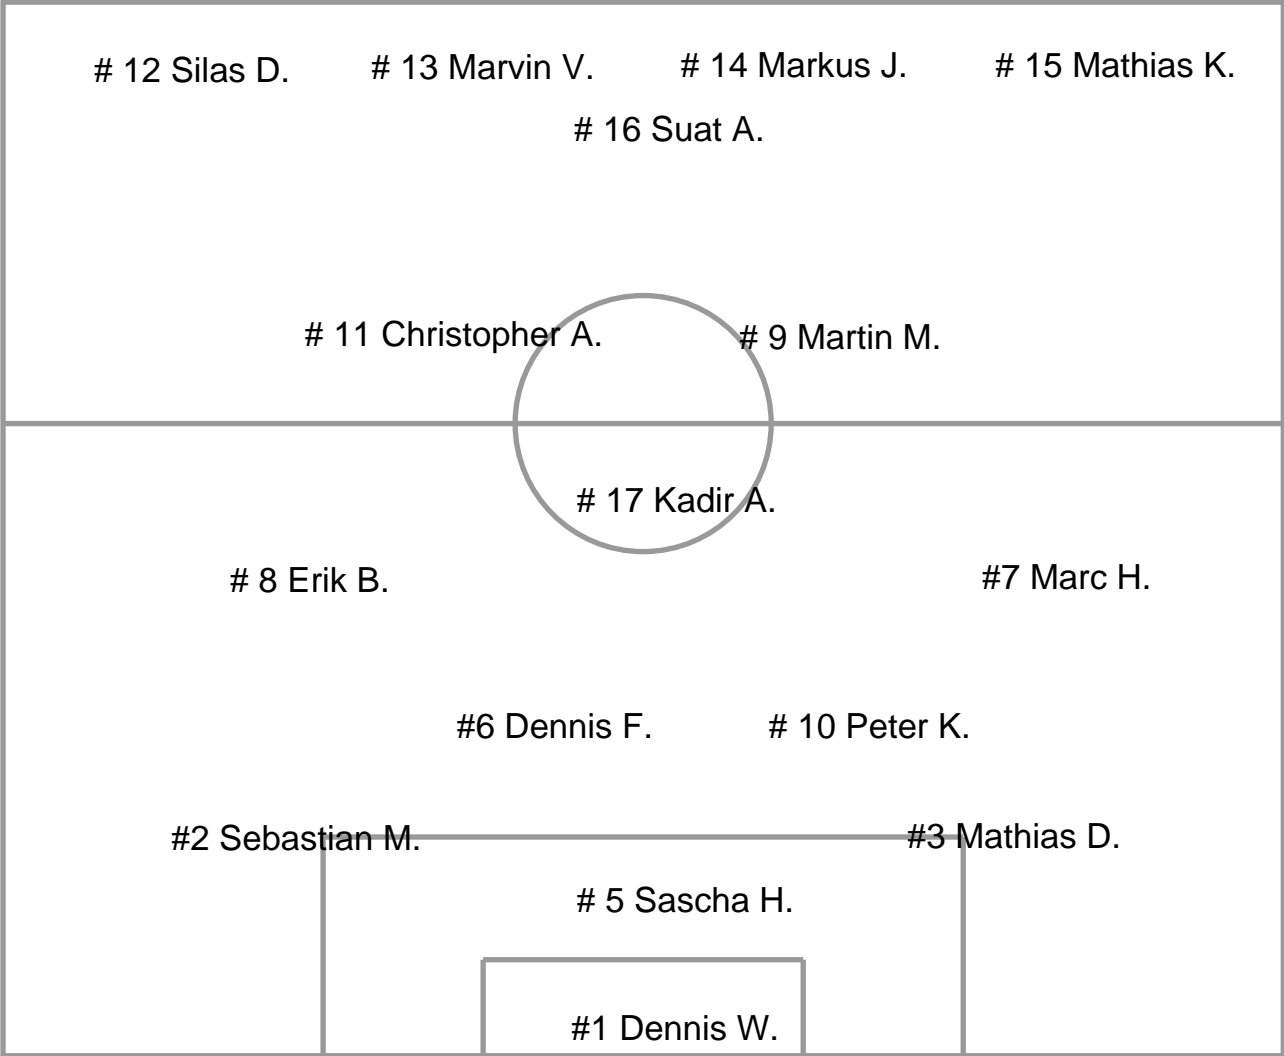 # 12 Silas D.
# 13 Marvin V.
# 14 Markus J.
# 15 Mathias K.
# 16 Suat A.
# 11 Christopher A.
# 9 Martin M.
# 17 Kadir A.
# 8 Erik B.
#7 Marc H.
#6 Dennis F.
# 10 Peter K.
#2 Sebastian M.
#3 Mathias D.
# 5 Sascha H.
#1 Dennis W.